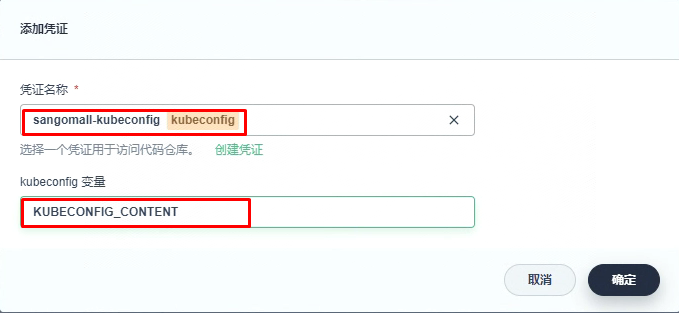 添加凭证
凭证名称 *
sangomall-kubeconfig kubeconfig
选择一个凭证用于访问代码仓库。 创建凭证
kubeconfig 变量
KUBECONFIG_CONTENT
取消 确定